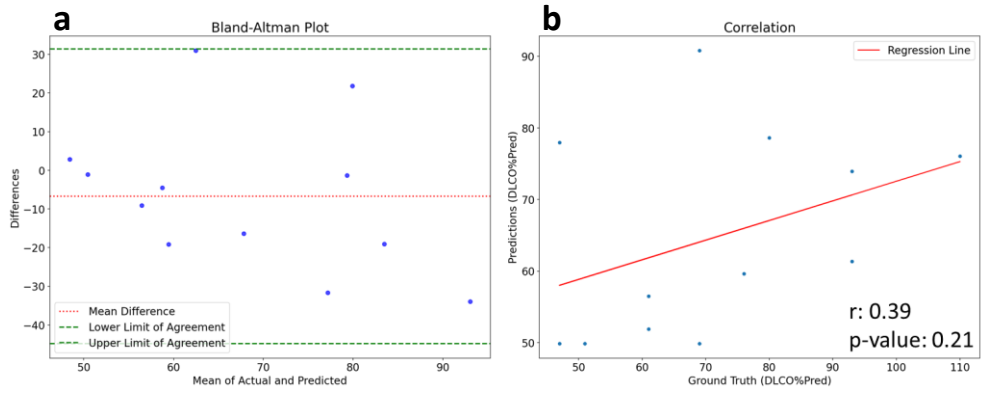 a
Bland-Altman Plot
30
20
10
0
−10
−20
−30
−40
Differences
Mean Difference
Lower Limit of Agreement
Upper Limit of Agreement
50
60
70
80
90
Mean of Actual and Predicted
b
Correlation
Regression Line
90
80
70
60
50
Predictions (DLCO%Pred)
r: 0.39
p-value: 0.21
50
60
70
80
90
100
110
Ground Truth (DLCO%Pred)